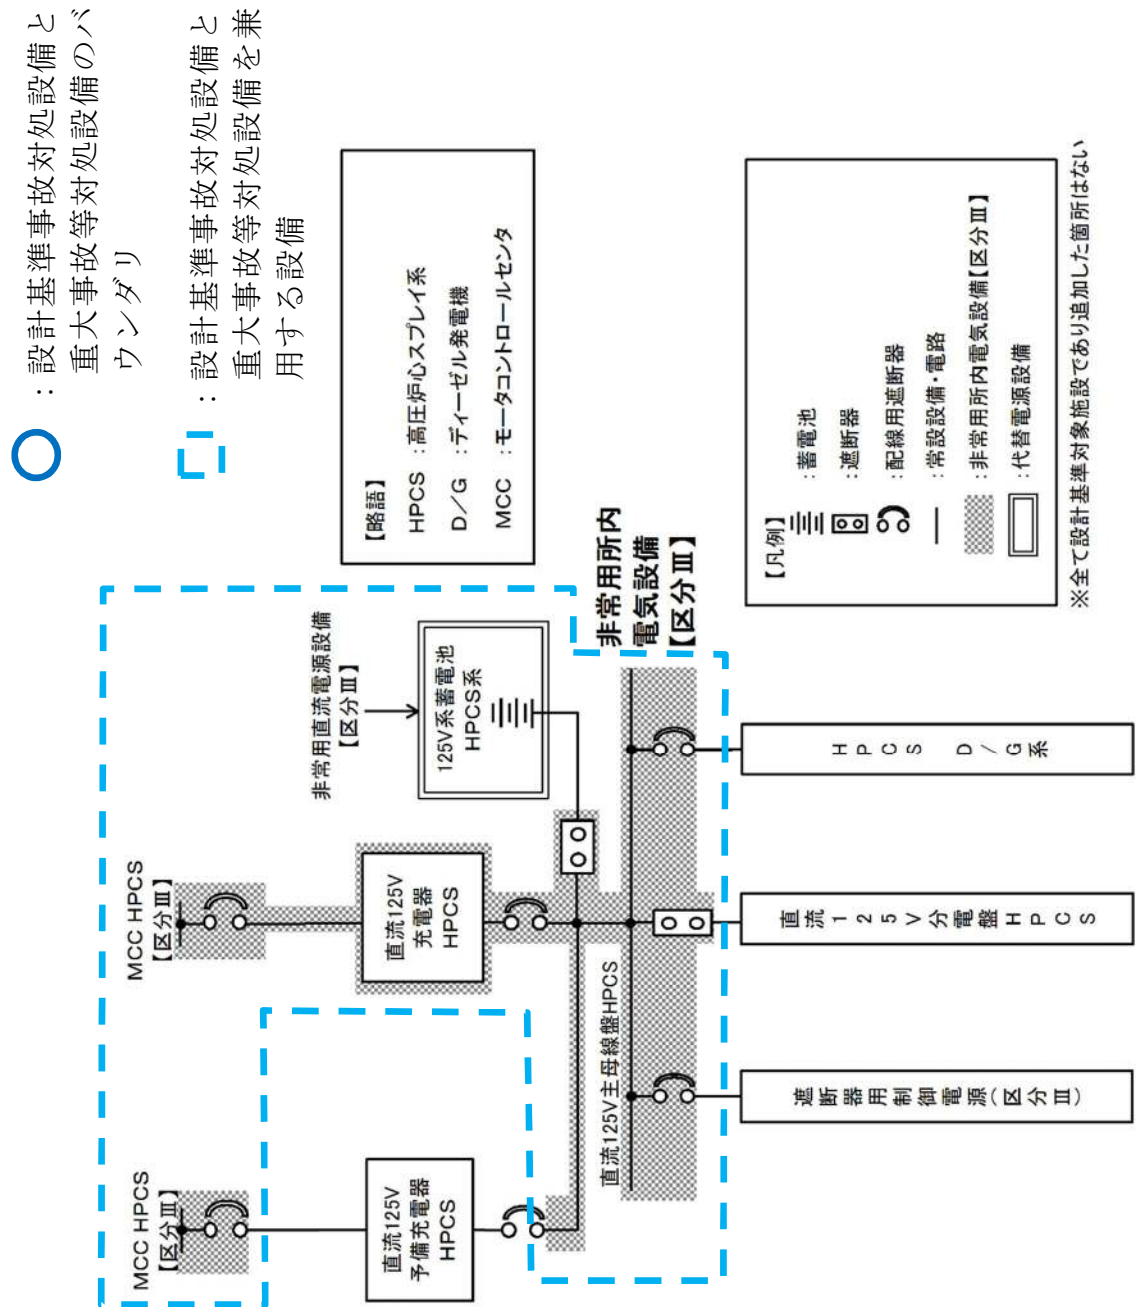 ：設計基準事故対処設備と
重大事故等対処設備のバ
ウンダリ
：設計基準事故対処設備と
重大事故等対処設備を兼
用する設備
【略語】
HPCS ：高圧炉心スプレイ系
D／G ：ディーゼル発電機
MCC ：モータコントロールセンタ
【凡例】
：蓄電池
：遮断器
：配線用遮断器
：常設設備・電路
：非常用所内電気設備【区分Ⅲ】
：代替電源設備
※全て設計基準対象施設であり追加した箇所はない
非常用所内
電気設備
【区分Ⅲ】
非常用直流電源設備
【区分Ⅲ】
125V系蓄電池
HPCS系
MCC HPCS
【区分Ⅲ】
直流125V
充電器
HPCS
MCC HPCS
【区分Ⅲ】
直流125V
予備充電器
HPCS
直流125V主母線盤HPCS
HPCS D／G系
直流125V分電盤HPCS
遮断器用制御電源（区分Ⅲ）